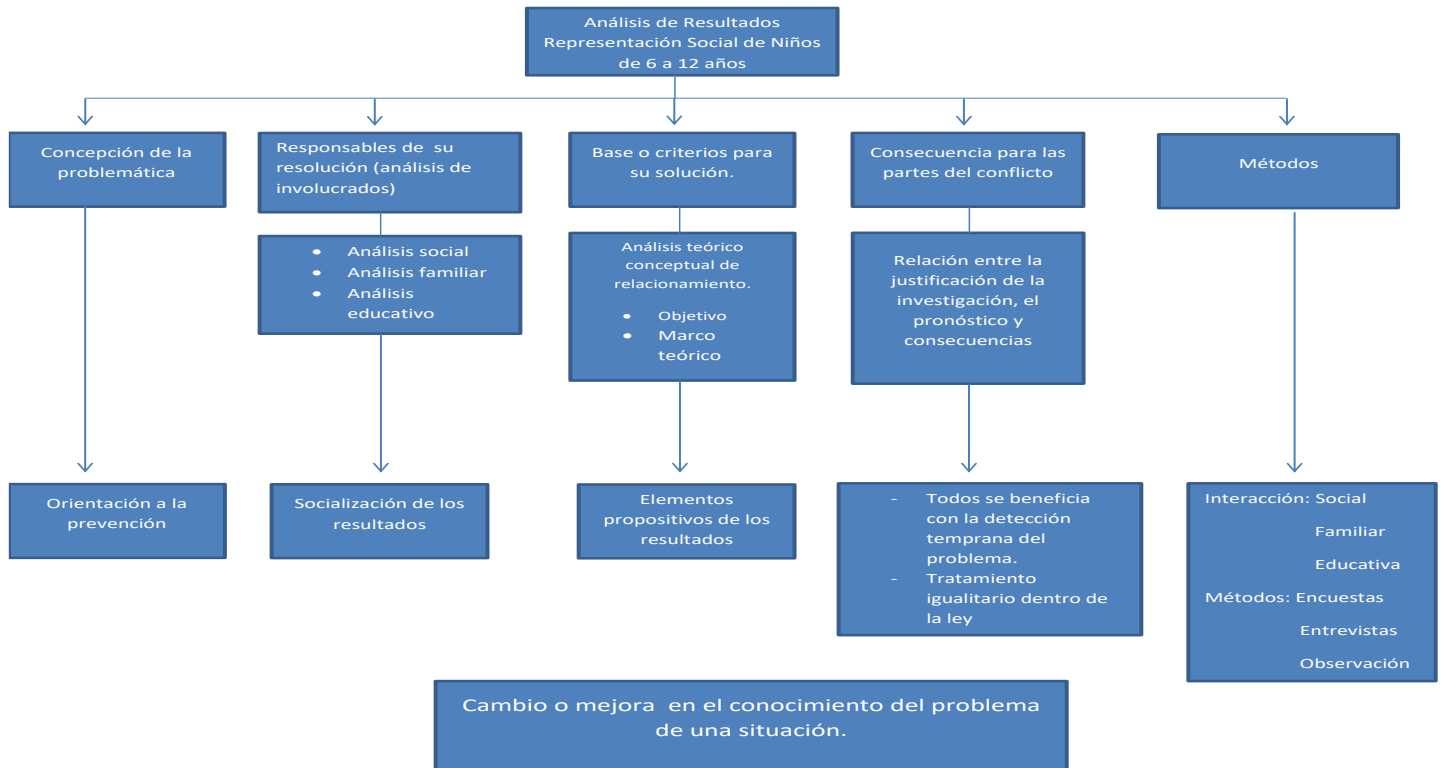 Análisis de Resultados
Representación Social de Niños
de 6 a 12 años
Concepción de la
problemática
Responsables de su
resolución (análisis de
involucrados)
Base o criterios para
su solución.
Consecuencia para las
partes del conflicto
Métodos
• Análisis social
• Análisis familiar
• Análisis
educativo
Análisis teórico
conceptual de
relacionamiento.
• Objetivo
• Marco
teórico
Relación entre la
justificación de la
investigación, el
pronóstico y
consecuencias
Orientación a la
prevención
Socialización de los
resultados
Elementos
propositivos de los
resultados
- Todos se beneficia
con la detección
temprana del
problema.
- Tratamiento
igualitario dentro de
la ley
Interacción: Social
Familiar
Educativa
Métodos: Encuestas
Entrevistas
Observación
Cambio o mejora en el conocimiento del problema
de una situación.